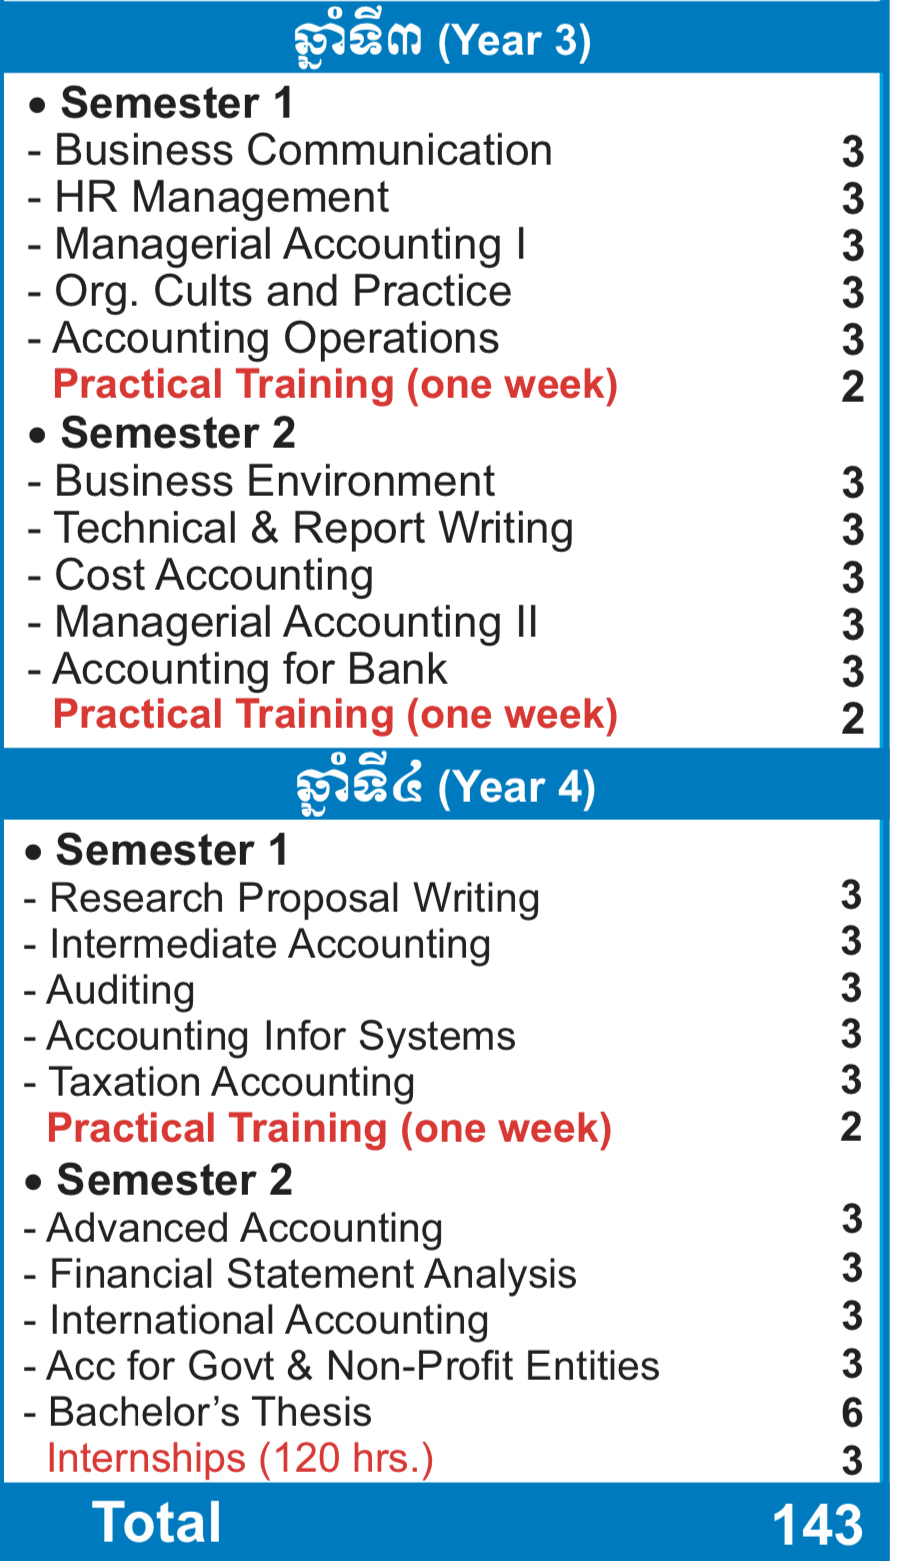 ឆ្នាំទី៣ (Year 3)
• Semester 1
- Business Communication 3
- HR Management 3
- Managerial Accounting I 3
- Org. Cults and Practice 3
- Accounting Operations 3
Practical Training (one week) 2
• Semester 2
- Business Environment 3
- Technical & Report Writing 3
- Cost Accounting 3
- Managerial Accounting II 3
- Accounting for Bank 3
Practical Training (one week) 2
ឆ្នាំទី៤ (Year 4)
• Semester 1
- Research Proposal Writing 3
- Intermediate Accounting 3
- Auditing 3
- Accounting Infor Systems 3
- Taxation Accounting 3
Practical Training (one week) 2
• Semester 2
- Advanced Accounting 3
- Financial Statement Analysis 3
- International Accounting 3
- Acc for Govt & Non-Profit Entities 3
- Bachelor’s Thesis 6
Internships (120 hrs.) 3
Total 143